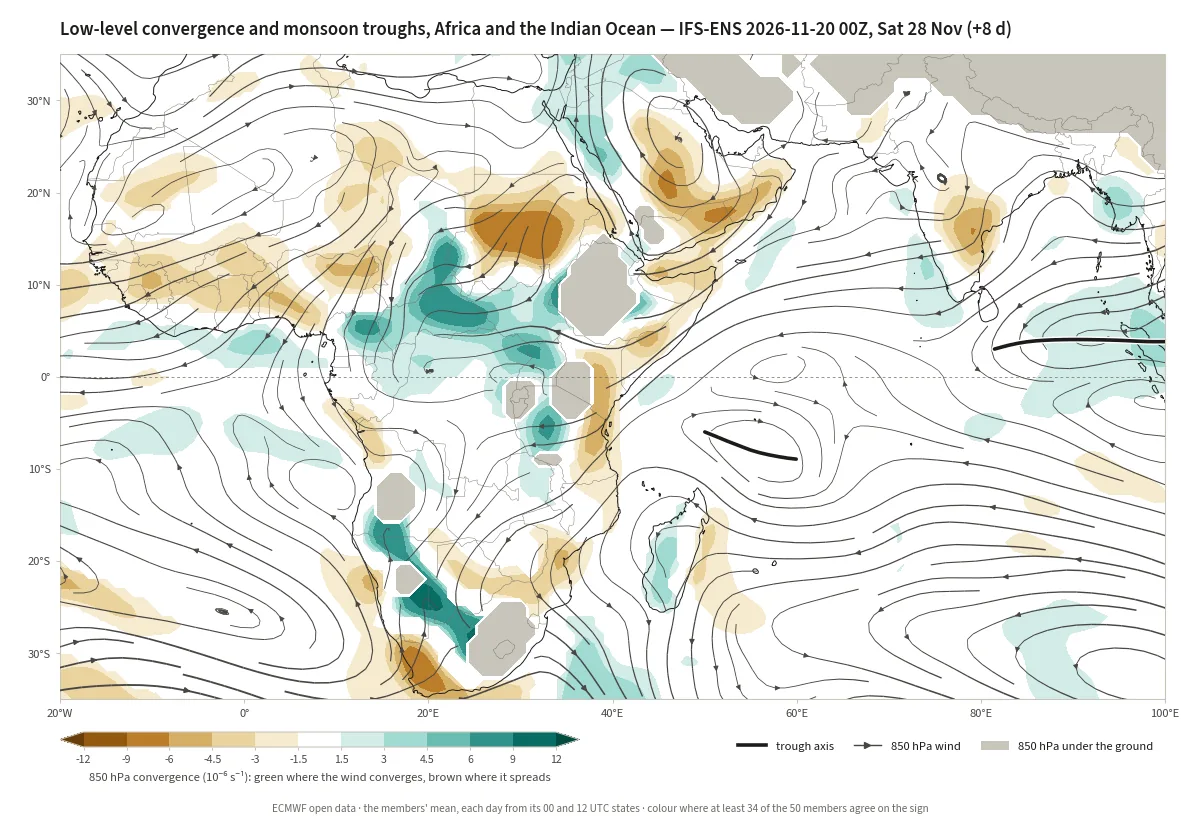 Low-level convergence and monsoon troughs, Africa and the Indian Ocean — IFS-ENS 2026-11-20 00Z, Sat 28 Nov (+8 d)
30°N
20°N
10°N
0°
10°S
20°S
30°S
20°W 0° 20°E 40°E 60°E 80°E 100°E
-12 -9 -6 -4.5 -3 -1.5 1.5 3 4.5 6 9 12
850 hPa convergence (10⁻⁶ s⁻¹): green where the wind converges, brown where it spreads
trough axis 850 hPa wind 850 hPa under the ground
ECMWF open data · the members' mean, each day from its 00 and 12 UTC states · colour where at least 34 of the 50 members agree on the sign